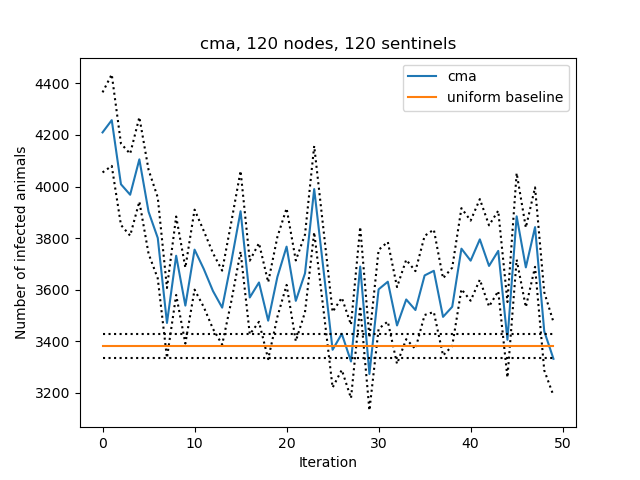 cma, 120 nodes, 120 sentinels
cma
uniform baseline
Number of infected animals
4400
4200
4000
3800
3600
3400
3200
0 10 20 30 40 50
Iteration